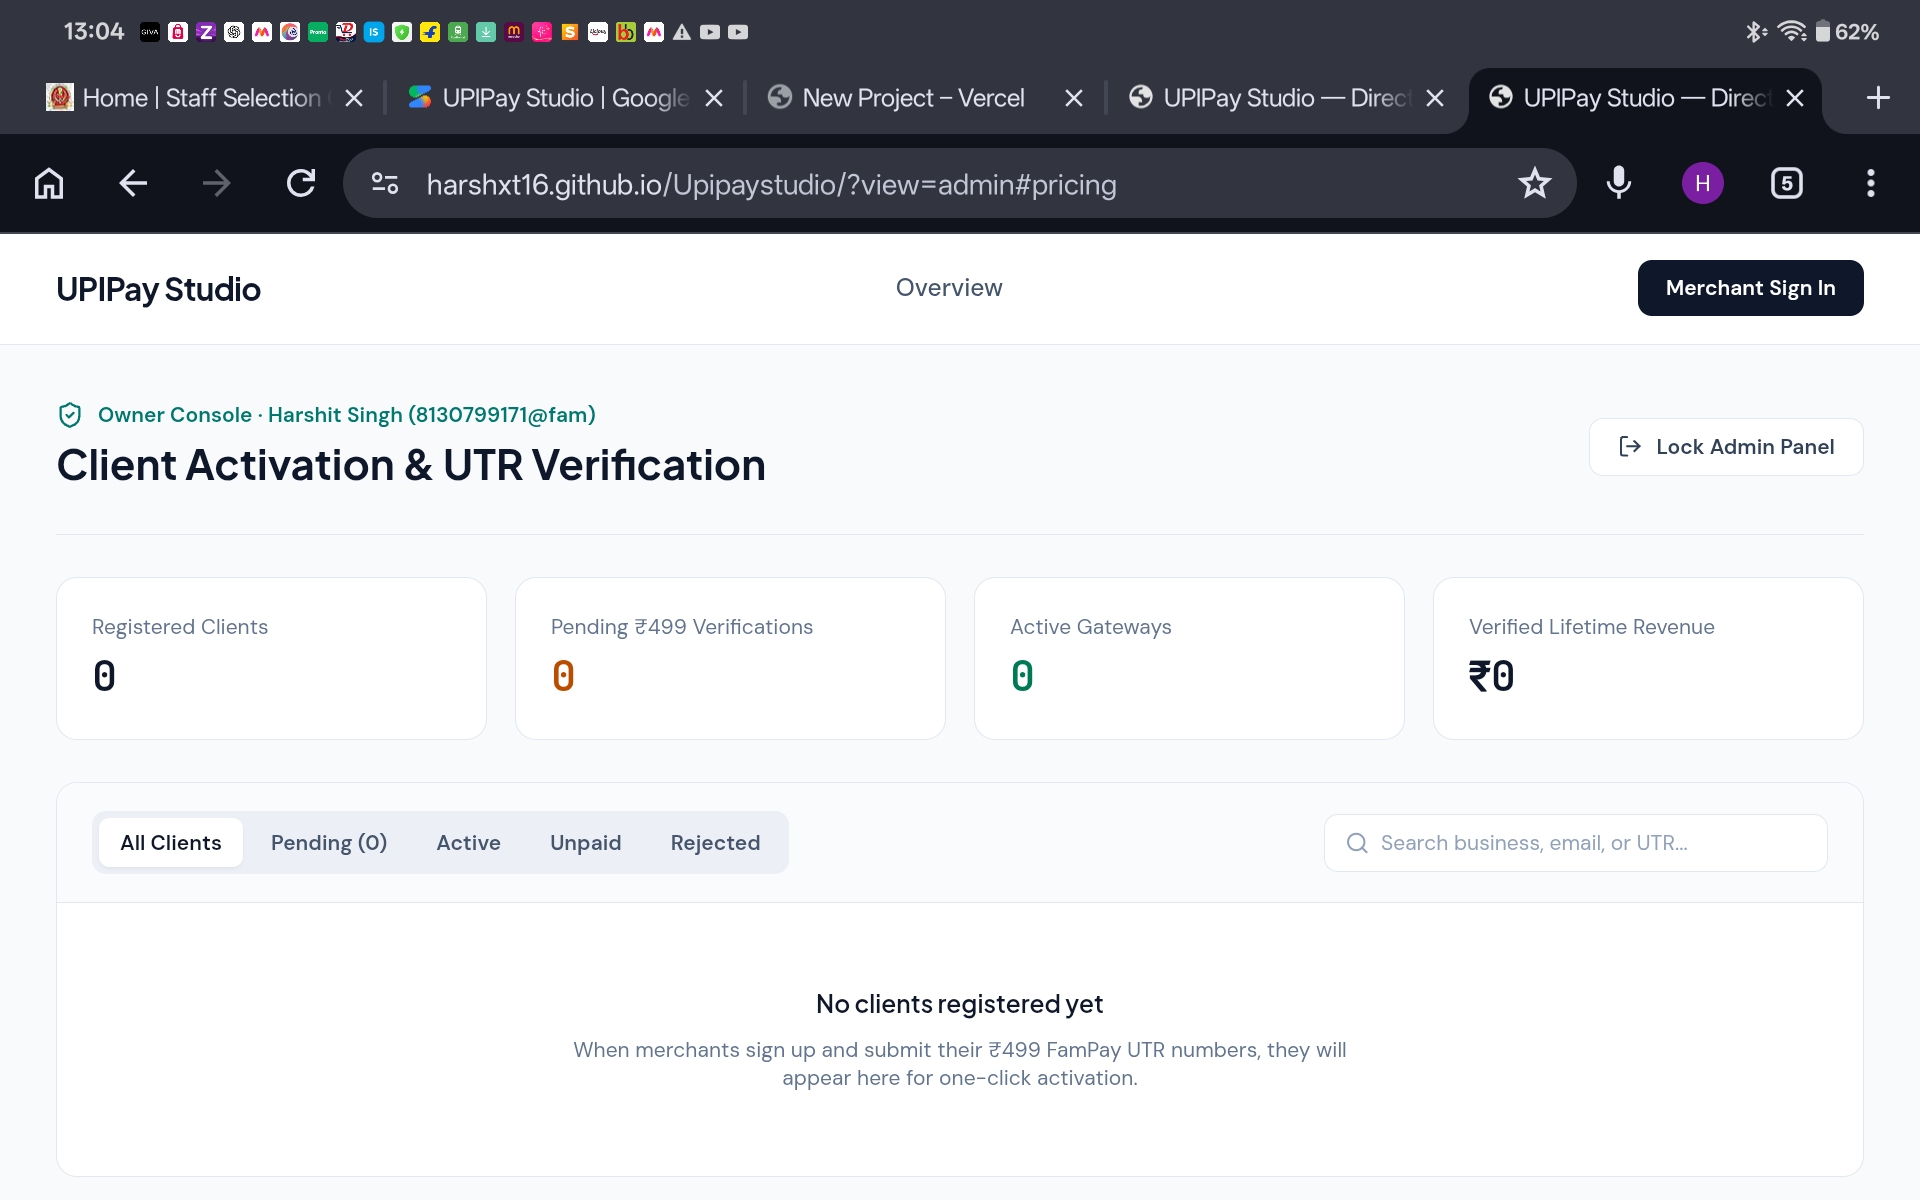 13:04
62%
Home | Staff Selection
UPIPay Studio | Google
New Project – Vercel
UPIPay Studio — Direct
UPIPay Studio — Direct
harshxt16.github.io/Upipaystudio/?view=admin#pricing
H
5
UPIPay Studio
Overview
Merchant Sign In
Owner Console · Harshit Singh (8130799171@fam)
Client Activation & UTR Verification
Lock Admin Panel
Registered Clients
0
Pending ₹499 Verifications
0
Active Gateways
0
Verified Lifetime Revenue
₹0
All Clients
Pending (0)
Active
Unpaid
Rejected
Search business, email, or UTR...
No clients registered yet
When merchants sign up and submit their ₹499 FamPay UTR numbers, they will
appear here for one-click activation.